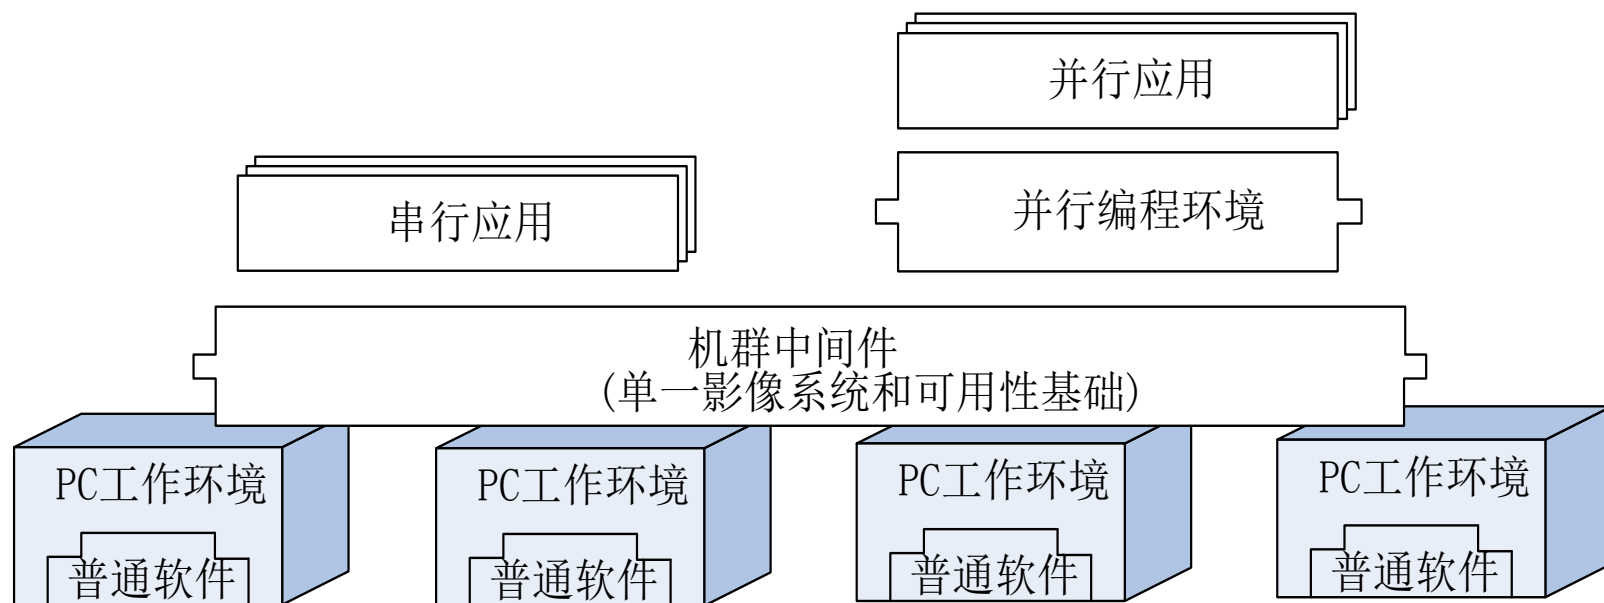 并行应用
串行应用
并行编程环境
机群中间件
(单一影像系统和可用性基础)
PC工作环境
PC工作环境
PC工作环境
PC工作环境
普通软件
普通软件
普通软件
普通软件